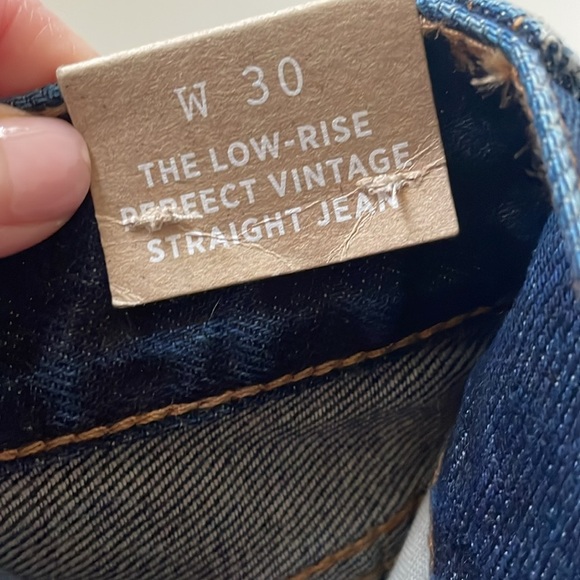 W 30
THE LOW-RISE
PERFECT VINTAGE
STRAIGHT JEAN